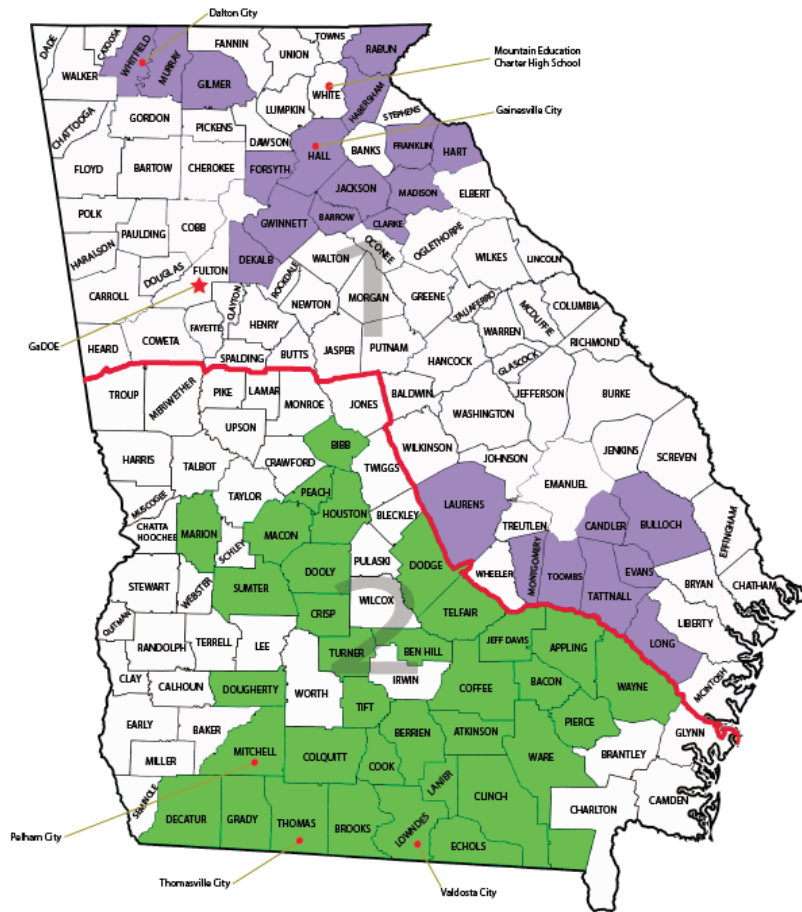 Dalton City
Mountain Education
Charter High School
Gainesville City
GaDOE
Pelham City
Thomasville City
Valdosta City
1
2
DADE
CATOOSA
WHITFIELD
MURRAY
FANNIN
UNION
TOWNS
RABUN
WALKER
GILMER
LUMPKIN
WHITE
HABERSHAM
STEPHENS
CHATTOOGA
GORDON
PICKENS
DAWSON
HALL
BANKS
FRANKLIN
HART
FLOYD
BARTOW
CHEROKEE
FORSYTH
JACKSON
MADISON
ELBERT
POLK
PAULDING
COBB
GWINNETT
BARROW
CLARKE
OCONEE
OGLETHORPE
HARALSON
DOUGLAS
FULTON
DEKALB
WALTON
WILKES
LINCOLN
CARROLL
CLAYTON
ROCKDALE
NEWTON
MORGAN
GREENE
TALIAFERRO
MCDUFFIE
COLUMBIA
HEARD
COWETA
FAYETTE
HENRY
SPALDING
BUTTS
JASPER
PUTNAM
HANCOCK
WARREN
GLASCOCK
RICHMOND
TROUP
MERIWETHER
PIKE
LAMAR
MONROE
JONES
BALDWIN
WASHINGTON
JEFFERSON
BURKE
UPSON
BIBB
WILKINSON
JOHNSON
JENKINS
SCREVEN
HARRIS
TALBOT
CRAWFORD
TWIGGS
EMANUEL
MUSCOGEE
TAYLOR
PEACH
HOUSTON
BLECKLEY
LAURENS
TREUTLEN
CANDLER
BULLOCH
EFFINGHAM
CHATTA
HOOCHEE
MARION
SCHLEY
MACON
DOOLY
PULASKI
DODGE
WHEELER
MONTGOMERY
TOOMBS
TATTNALL
EVANS
BRYAN
CHATHAM
STEWART
WEBSTER
SUMTER
CRISP
WILCOX
TELFAIR
LIBERTY
LONG
QUITMAN
RANDOLPH
TERRELL
LEE
TURNER
BEN HILL
JEFF DAVIS
APPLING
WAYNE
MCINTOSH
CLAY
CALHOUN
DOUGHERTY
WORTH
IRWIN
COFFEE
BACON
PIERCE
EARLY
BAKER
MITCHELL
TIFT
BERRIEN
ATKINSON
WARE
BRANTLEY
GLYNN
MILLER
COLQUITT
COOK
LANIER
CLINCH
CHARLTON
CAMDEN
SEMINOLE
DECATUR
GRADY
THOMAS
BROOKS
LOWNDES
ECHOLS